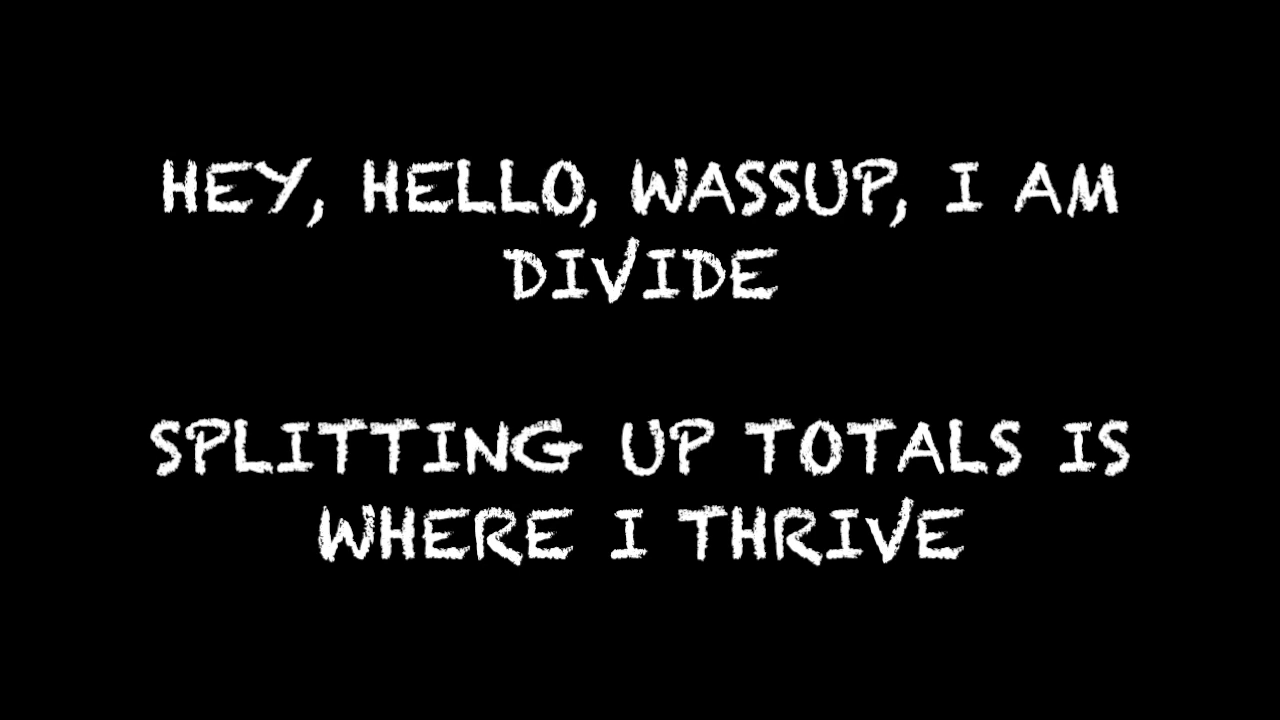 HEY, HELLO, WASSUP, I AM
DIVIDE
SPLITTING UP TOTALS IS
WHERE I THRIVE